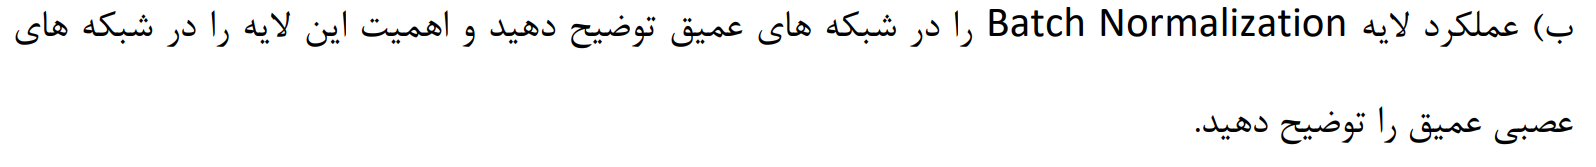 ب) عملکرد لایه Batch Normalization را در شبکه های عمیق توضیح دهید و اهمیت این لایه را در شبکه های
عصبی عمیق را توضیح دهید.